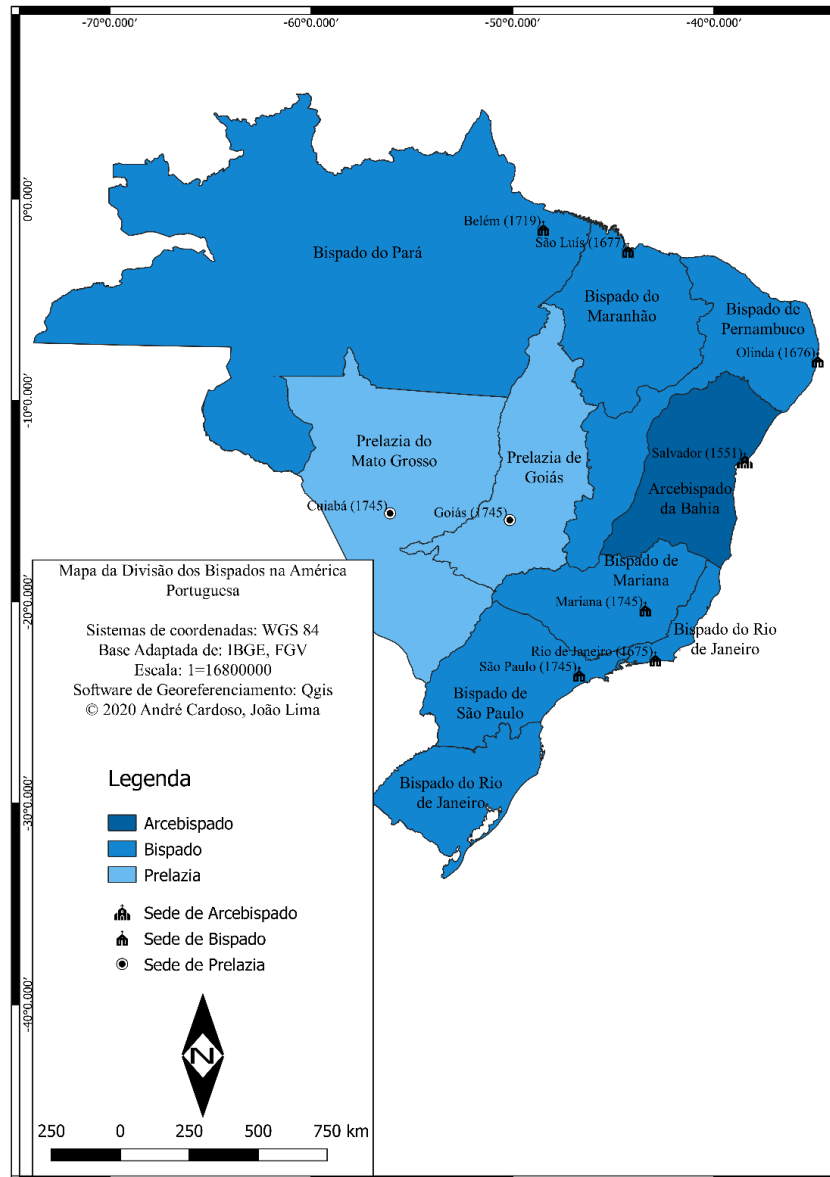 -70°0.000′
-60°0.000′
-50°0.000′
-40°0.000′
0°0.000′
-10°0.000′
-20°0.000′
-30°0.000′
-40°0.000′
Belém (1719)
São Luís (1677)
Bispado do Pará
Bispado do
Maranhão
Bispado de
Pernambuco
Olinda (1676)
Prelazia do
Mato Grosso
Prelazia de
Goiás
Salvador (1551)
Arcebispado
da Bahia
Cuiabá (1745)
Goiás (1745)
Bispado de
Mariana
Mariana (1745)
Bispado do Rio
de Janeiro
Rio de Janeiro (1675)
São Paulo (1745)
Bispado de
São Paulo
Bispado do Rio
de Janeiro
Mapa da Divisão dos Bispados na América
Portuguesa
Sistemas de coordenadas: WGS 84
Base Adaptada de: IBGE, FGV
Escala: 1=16800000
Software de Georeferenciamento: Qgis
© 2020 André Cardoso, João Lima
Legenda
Arcebispado
Bispado
Prelazia
Sede de Arcebispado
Sede de Bispado
Sede de Prelazia
N
250 0 250 500 750 km